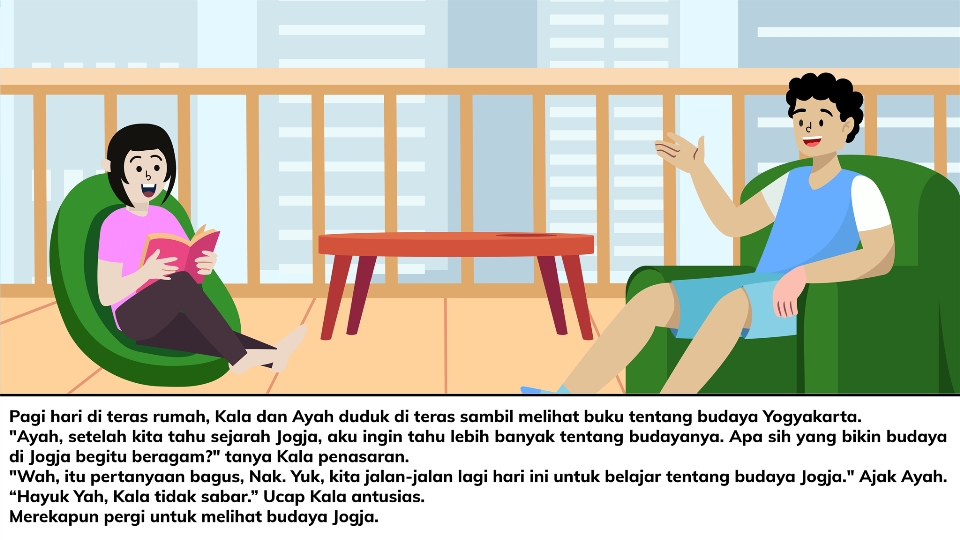 Pagi hari di teras rumah, Kala dan Ayah duduk di teras sambil melihat buku tentang budaya Yogyakarta.
"Ayah, setelah kita tahu sejarah Jogja, aku ingin tahu lebih banyak tentang budayanya. Apa sih yang bikin budaya
di Jogja begitu beragam?" tanya Kala penasaran.
"Wah, itu pertanyaan bagus, Nak. Yuk, kita jalan-jalan lagi hari ini untuk belajar tentang budaya Jogja." Ajak Ayah.
“Hayuk Yah, Kala tidak sabar.” Ucap Kala antusias.
Merekapun pergi untuk melihat budaya Jogja.